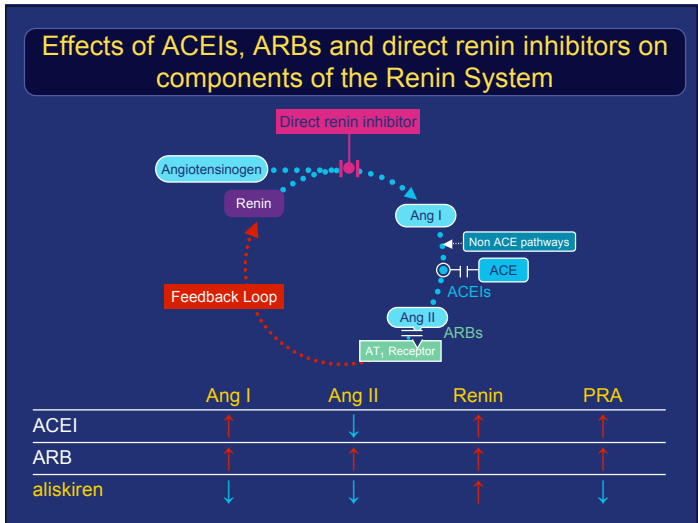 Effects of ACEIs, ARBs and direct renin inhibitors on
components of the Renin System
Direct renin inhibitor
Angiotensinogen
Renin
Ang I
Non ACE pathways
ACE
ACEIs
Feedback Loop
Ang II
ARBs
AT₁ Receptor
Ang I Ang II Renin PRA
ACEI ↑ ↓ ↑ ↑
ARB ↑ ↑ ↑ ↑
aliskiren ↓ ↓ ↑ ↓